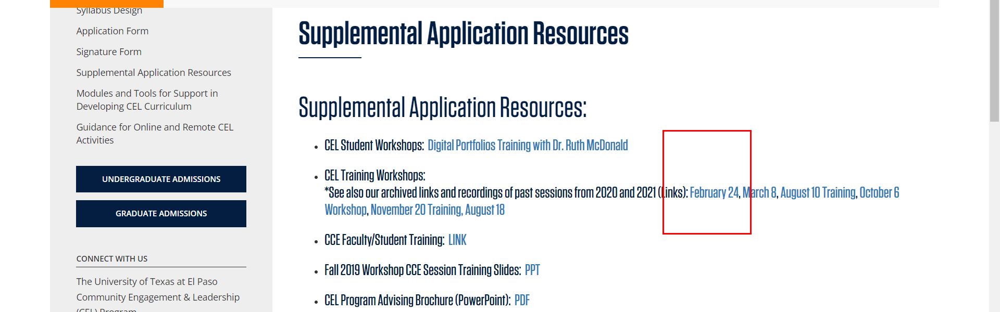 Syllabus Design
Application Form
Signature Form
Supplemental Application Resources
Modules and Tools for Support in
Developing CEL Curriculum
Guidance for Online and Remote CEL
Activities
UNDERGRADUATE ADMISSIONS
GRADUATE ADMISSIONS
CONNECT WITH US
The University of Texas at El Paso
Community Engagement & Leadership
(CEL) Program
Supplemental Application Resources
Supplemental Application Resources:
CEL Student Workshops: Digital Portfolios Training with Dr. Ruth McDonald
CEL Training Workshops:
*See also our archived links and recordings of past sessions from 2020 and 2021 (Links): February 24, March 8, August 10 Training, October 6
Workshop, November 20 Training, August 18
CCE Faculty/Student Training: LINK
Fall 2019 Workshop CCE Session Training Slides: PPT
CEL Program Advising Brochure (PowerPoint): PDF